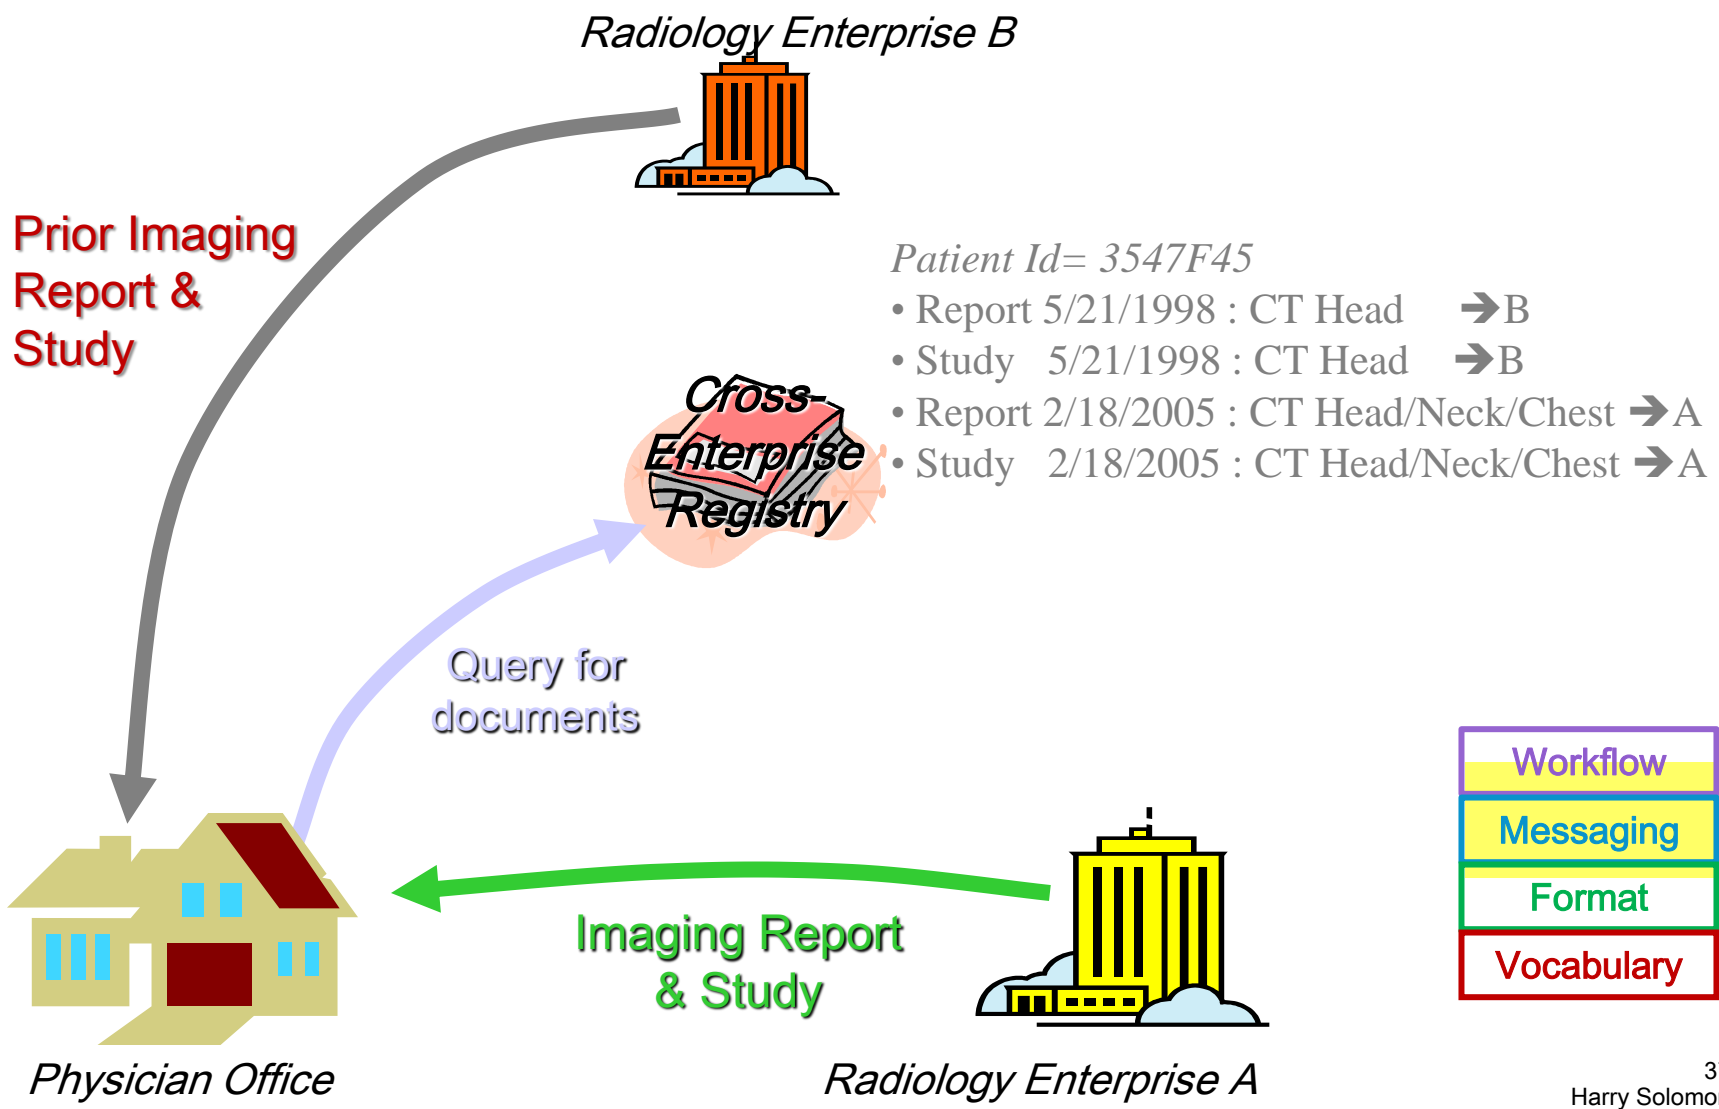 Radiology Enterprise B
Prior Imaging
Report &
Study
Patient Id= 3547F45
• Report 5/21/1998 : CT Head ➔B
• Study 5/21/1998 : CT Head ➔B
• Report 2/18/2005 : CT Head/Neck/Chest ➔A
• Study 2/18/2005 : CT Head/Neck/Chest ➔A
Cross-
Enterprise
Registry
Query for
documents
Workflow
Messaging
Format
Vocabulary
Imaging Report
& Study
Physician Office
Radiology Enterprise A
3
Harry Solomon